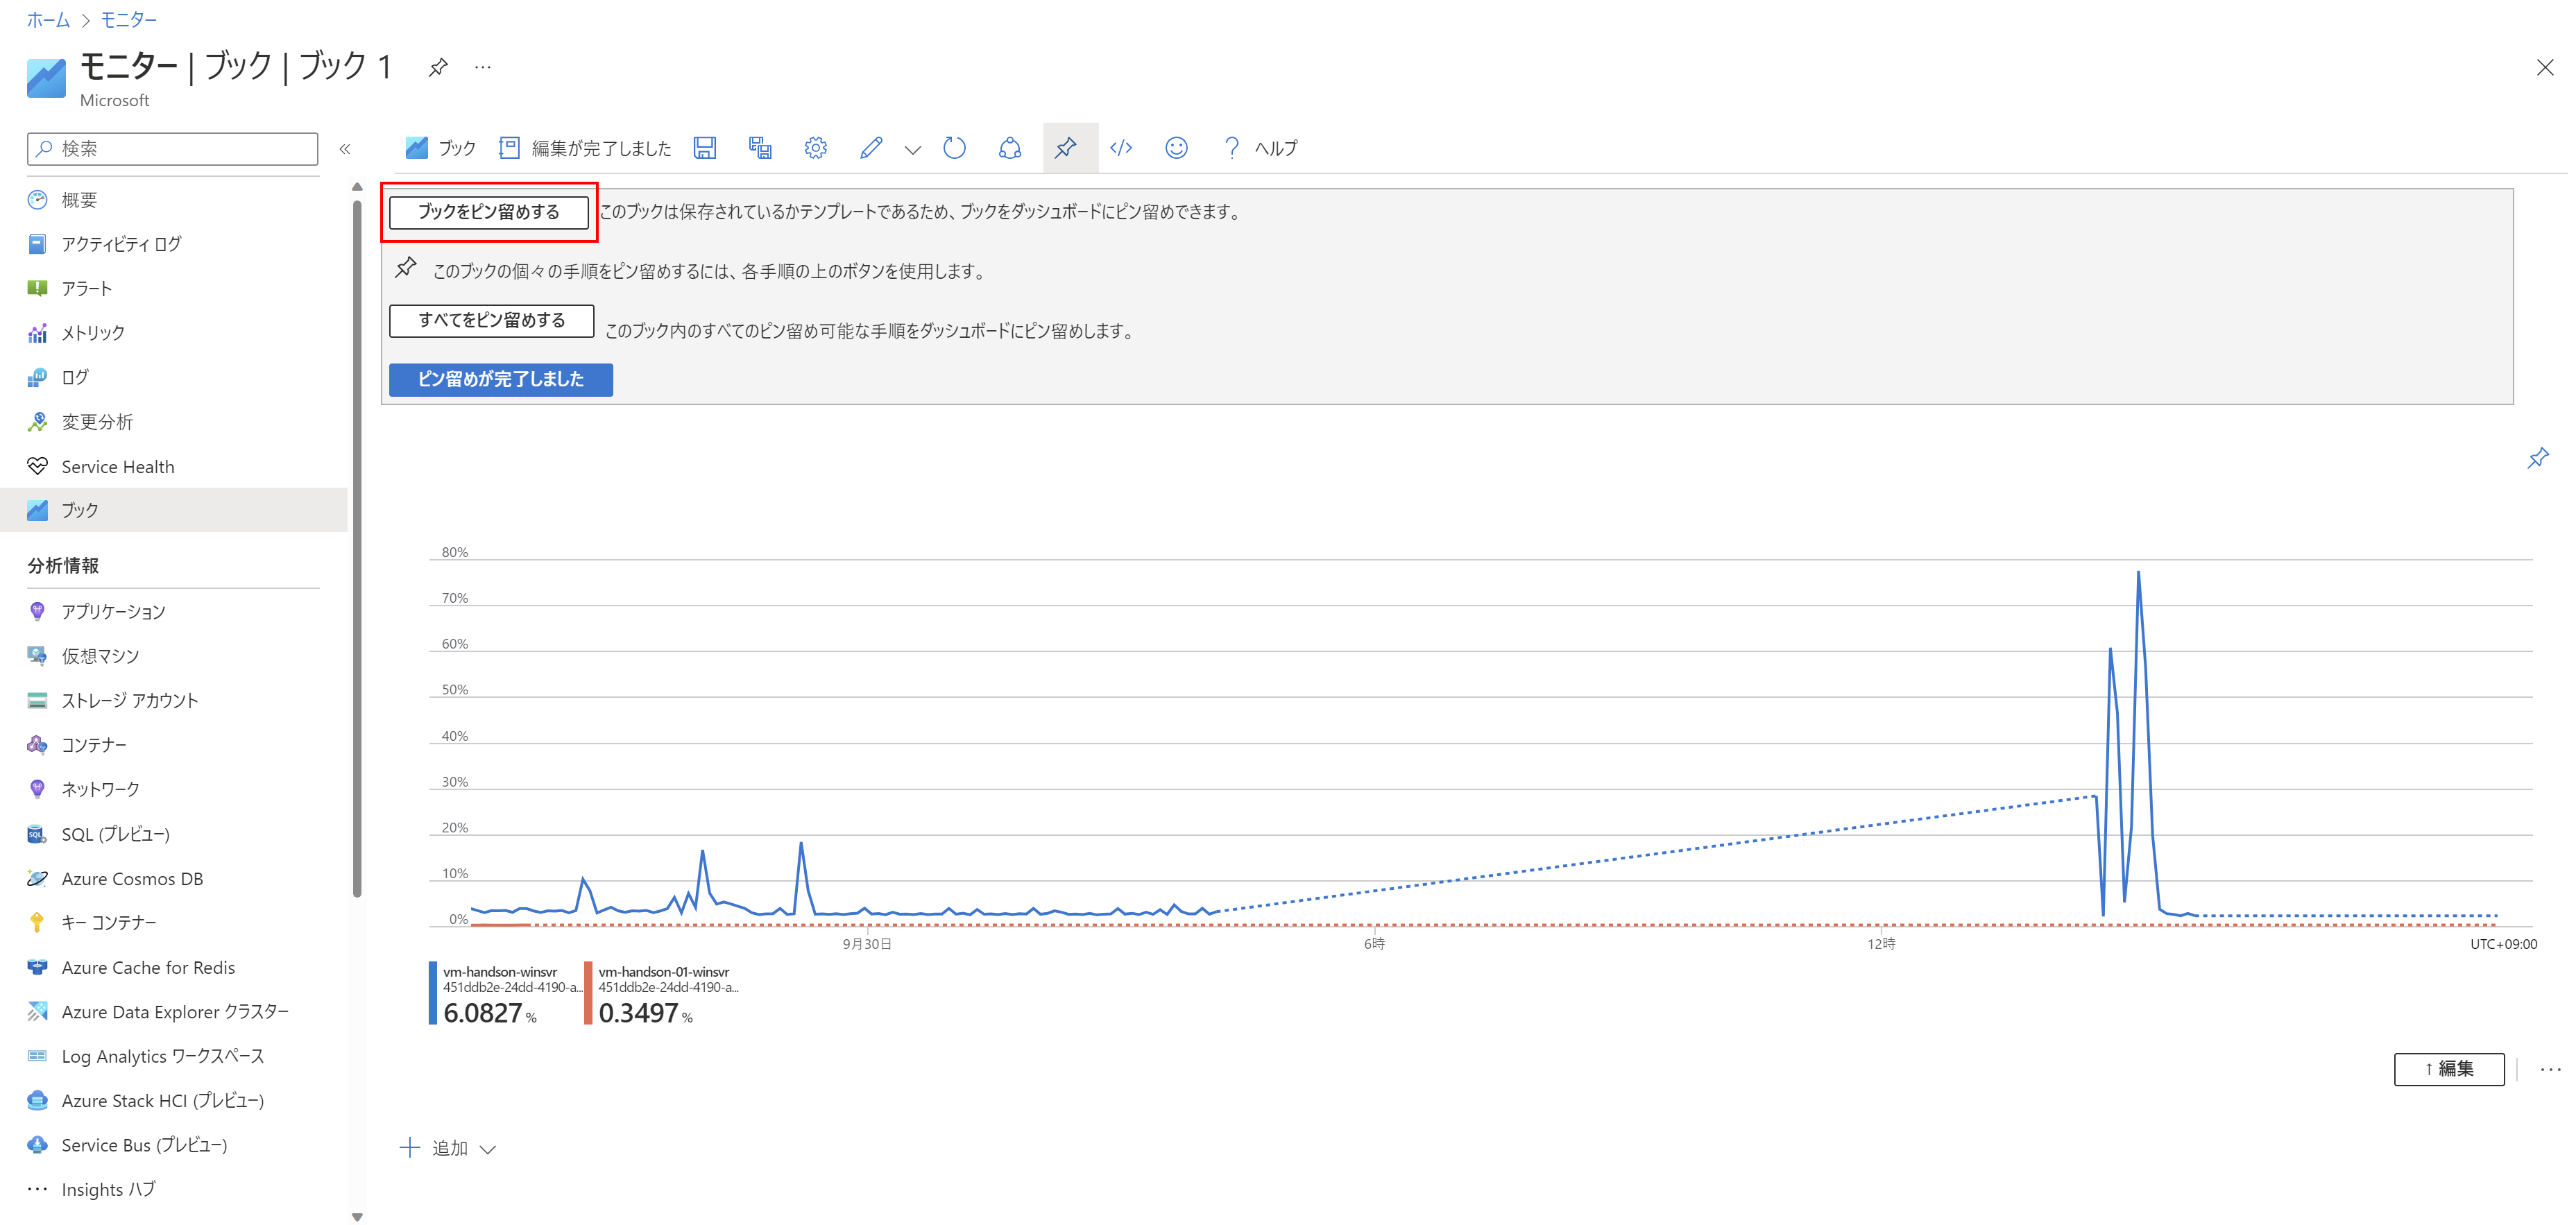 ホーム > モニター
モニター | ブック | ブック 1
…
Microsoft
検索
«
ブック
編集が完了しました
</>
? ヘルプ
概要
アクティビティ ログ
アラート
メトリック
ログ
変更分析
Service Health
ブック
分析情報
アプリケーション
仮想マシン
ストレージ アカウント
コンテナー
ネットワーク
SQL (プレビュー)
Azure Cosmos DB
キー コンテナー
Azure Cache for Redis
Azure Data Explorer クラスター
Log Analytics ワークスペース
Azure Stack HCI (プレビュー)
Service Bus (プレビュー)
Insights ハブ
ブックをピン留めする このブックは保存されているかテンプレートであるため、ブックをダッシュボードにピン留めできます。
このブックの個々の手順をピン留めするには、各手順の上のボタンを使用します。
すべてをピン留めする このブック内のすべてのピン留め可能な手順をダッシュボードにピン留めします。
ピン留めが完了しました
80%
70%
60%
50%
40%
30%
20%
10%
0%
9月30日 6時 12時 UTC+09:00
vm-handson-winsvr
451ddb2e-24dd-4190-a...
6.0827 %
vm-handson-01-winsvr
451ddb2e-24dd-4190-a...
0.3497 %
↑ 編集
…
+ 追加